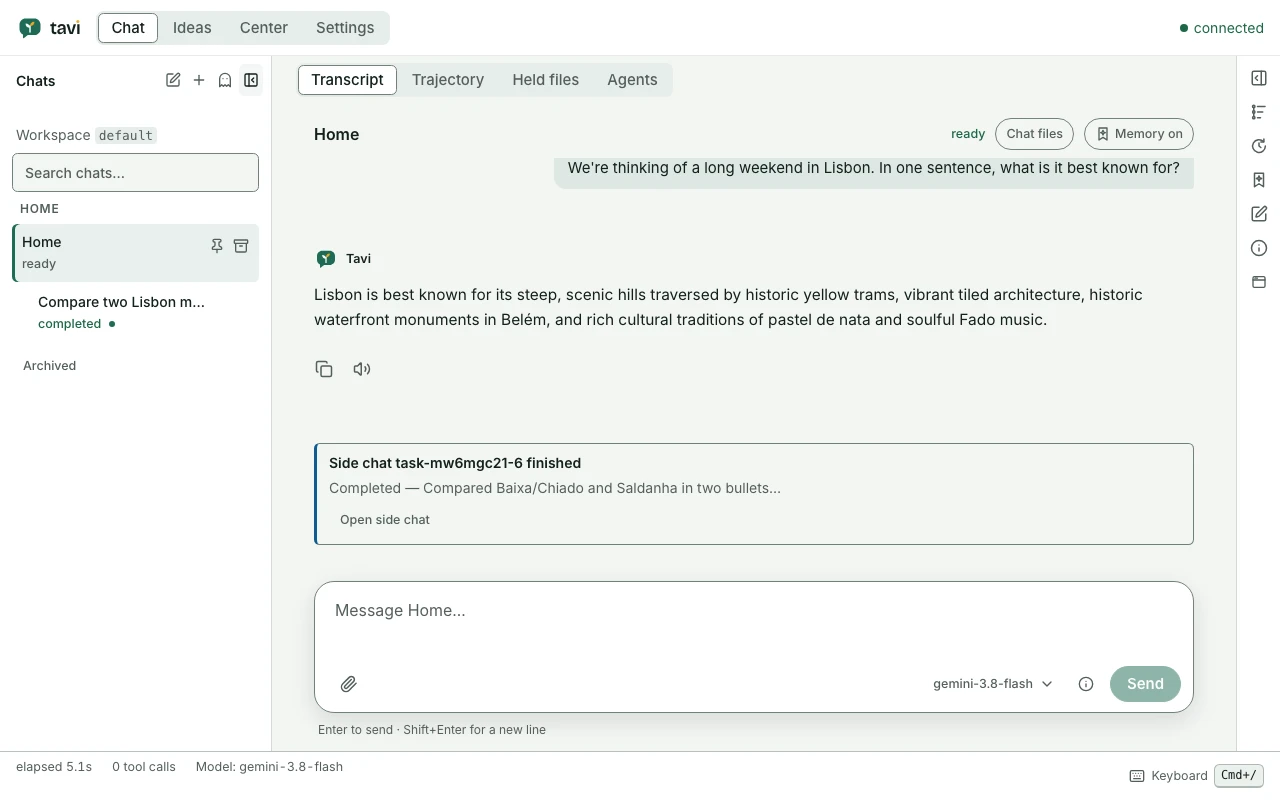 tavi
Chat Ideas Center Settings
connected
Chats
Workspace default
Search chats...
HOME
Home
ready
Compare two Lisbon m...
completed
Archived
Transcript Trajectory Held files Agents
Home
ready Chat files Memory on
We're thinking of a long weekend in Lisbon. In one sentence, what is it best known for?
Tavi
Lisbon is best known for its steep, scenic hills traversed by historic yellow trams, vibrant tiled architecture, historic
waterfront monuments in Belém, and rich cultural traditions of pastel de nata and soulful Fado music.
Side chat task-mw6mgc21-6 finished
Completed — Compared Baixa/Chiado and Saldanha in two bullets...
Open side chat
Message Home...
gemini-3.8-flash
Send
Enter to send · Shift+Enter for a new line
elapsed 5.1s 0 tool calls Model: gemini-3.8-flash
Keyboard Cmd+/